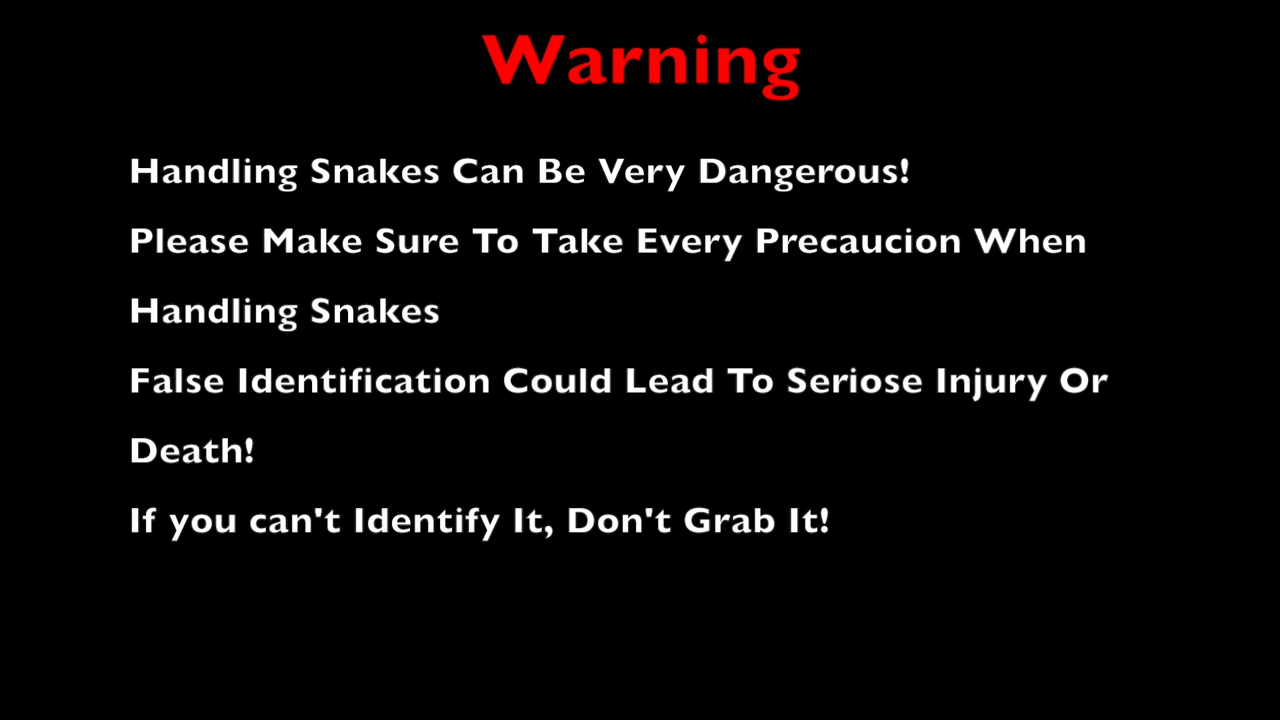 Warning
Handling Snakes Can Be Very Dangerous!
Please Make Sure To Take Every Precaucion When
Handling Snakes
False Identification Could Lead To Seriose Injury Or
Death!
If you can't Identify It, Don't Grab It!